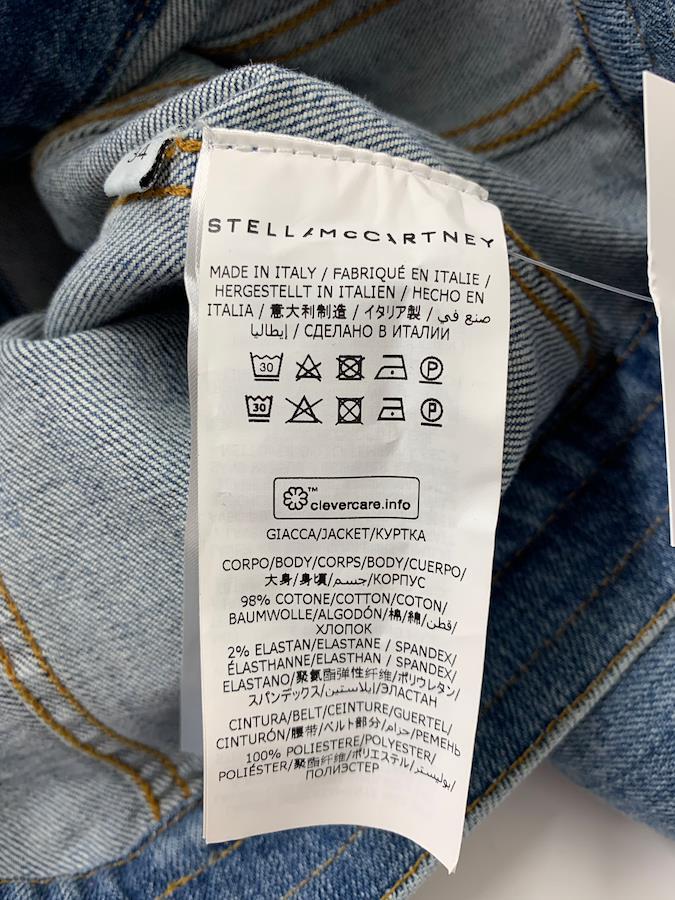 34
STELLA McCARTNEY
MADE IN ITALY / FABRIQUÉ EN ITALIE /
HERGESTELLT IN ITALIEN / HECHO EN
ITALIA / 意大利制造 / イタリア製 / صنع في
إيطاليا / СДЕЛАНО В ИТАЛИИ
30
P
30
P
™
clevercare.info
GIACCA/JACKET/КУРТКА
CORPO/BODY/CORPS/BODY/CUERPO/
大身/身頃/جسم/КОРПУС
98% COTONE/COTTON/COTON/
BAUMWOLLE/ALGODÓN/棉/綿/قطن/
ХЛОПОК
2% ELASTAN/ELASTANE / SPANDEX/
ÉLASTHANNE/ELASTHAN / SPANDEX/
ELASTANO/聚氨酯弹性纤维/ポリウレタン/
スパンデックス/ايلاستين/ЭЛАСТАН
CINTURA/BELT/CEINTURE/GUERTEL/
CINTURÓN/腰带/ベルト部分/حزام/РЕМЕНЬ
100% POLIESTERE/POLYESTER/
POLIÉSTER/聚酯纤维/ポリエステル/بوليستر/
ПОЛИЭСТЕР